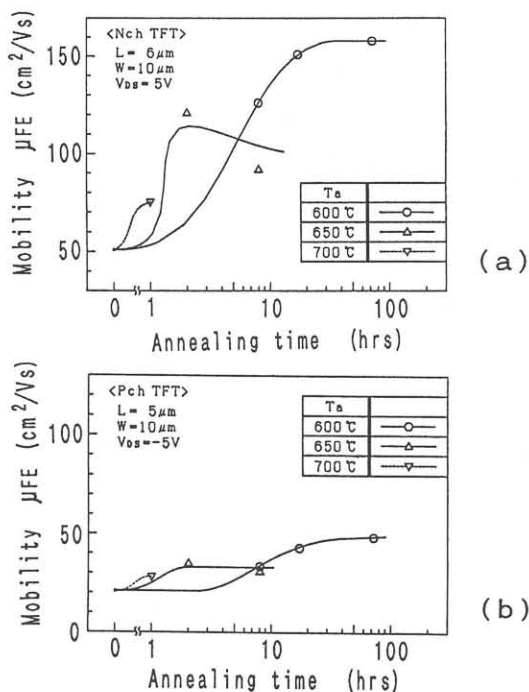 <Nch TFT>
L= 6μm
W=10μm
VDS=5V
Mobility μFE (cm²/Vs)
150
100
50
Ta
600℃
650℃
700℃
0 1 10 100
Annealing time (hrs)
(a)
<Pch TFT>
L= 5μm
W=10μm
VDS=-5V
Mobility μFE (cm²/Vs)
100
50
0
Ta
600℃
650℃
700℃
0 1 10 100
Annealing time (hrs)
(b)